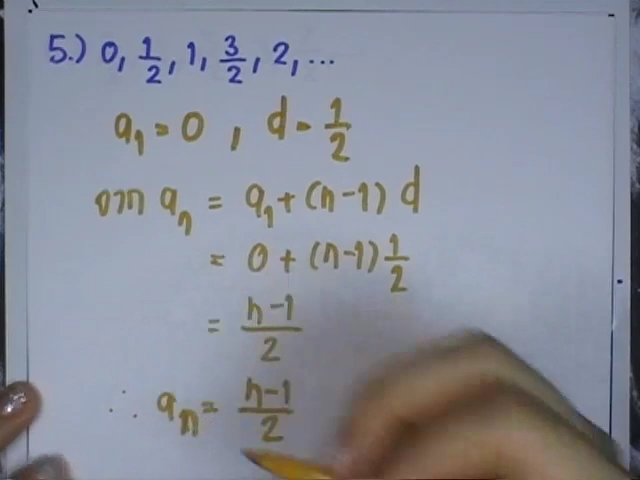 5.) 0, 1/2, 1, 3/2, 2, ...
a₁ = 0 , d = 1/2
จาก aₙ = a₁ + (n-1) d
= 0 + (n-1) 1/2
= n-1/2
∴ aₙ = n-1/2